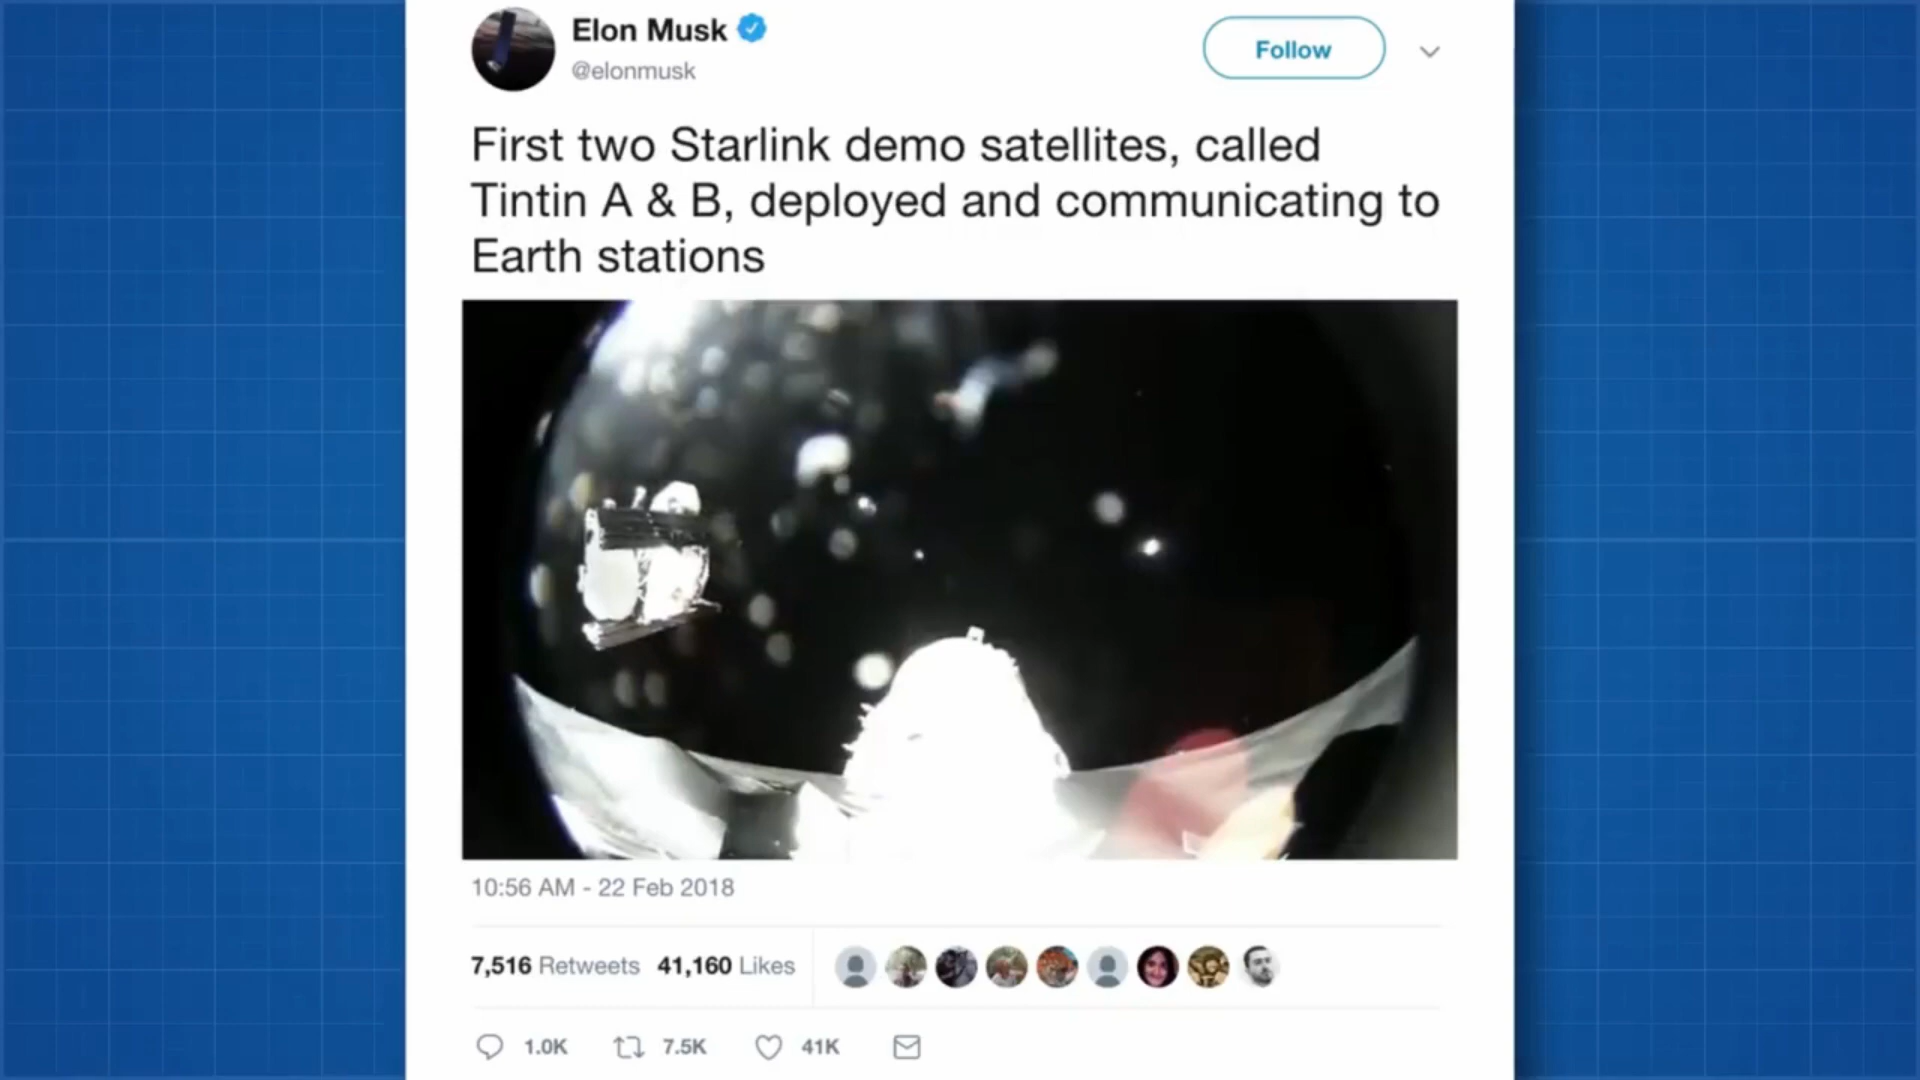 Elon Musk
@elonmusk
Follow
First two Starlink demo satellites, called
Tintin A & B, deployed and communicating to
Earth stations
10:56 AM - 22 Feb 2018
7,516 Retweets 41,160 Likes
1.0K 7.5K 41K